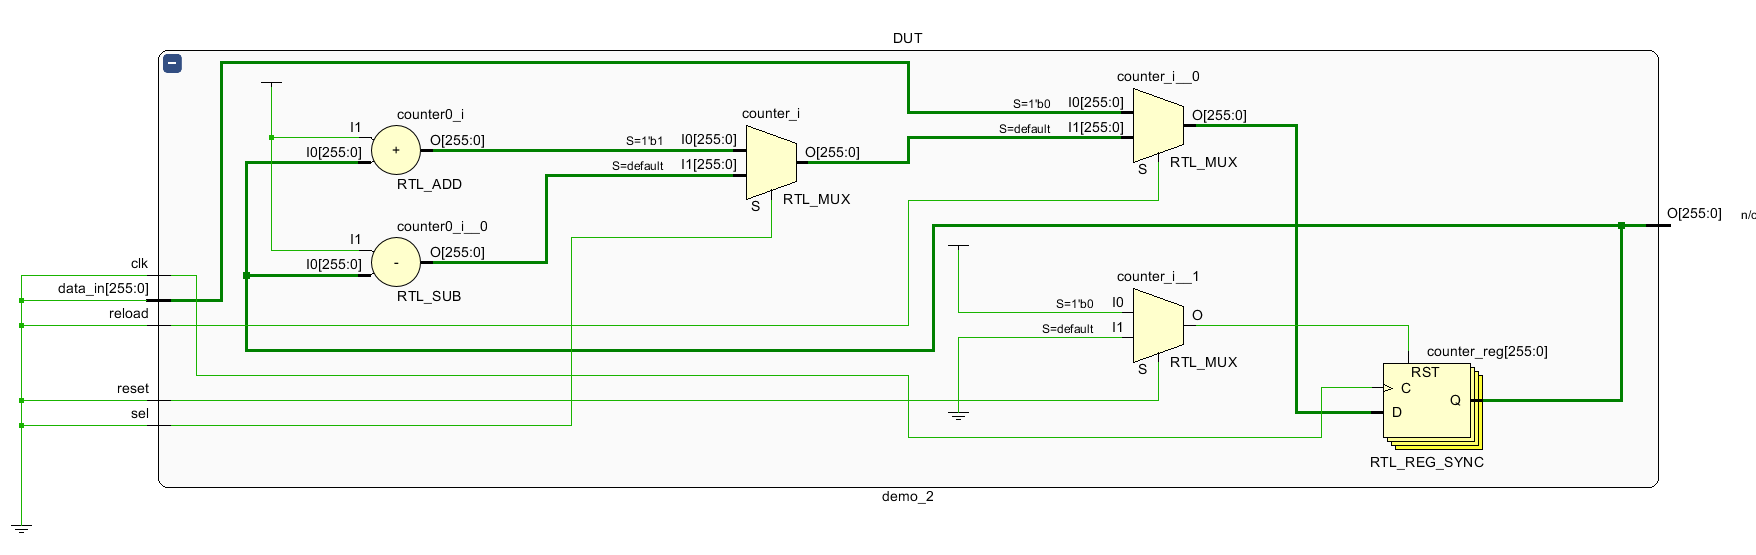 DUT
counter_i__0
S=1'b0 I0[255:0]
S=default I1[255:0]
O[255:0]
S
RTL_MUX
counter0_i
I1
I0[255:0]
+
O[255:0]
RTL_ADD
counter_i
S=1'b1 I0[255:0]
S=default I1[255:0]
O[255:0]
S
RTL_MUX
counter0_i__0
I1
I0[255:0]
-
O[255:0]
RTL_SUB
O[255:0] n/c
clk
data_in[255:0]
reload
reset
sel
counter_i__1
S=1'b0 I0
S=default I1
O
S
RTL_MUX
counter_reg[255:0]
RST
C
D
Q
RTL_REG_SYNC
demo_2